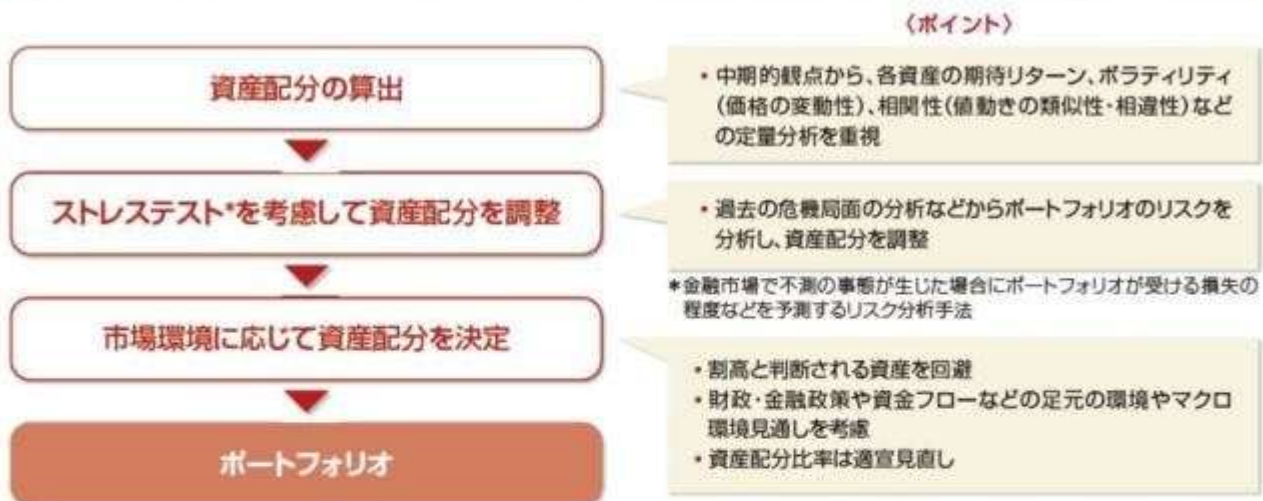 〈ポイント〉
資産配分の算出
・中期的観点から、各資産の期待リターン、ボラティリティ
(価格の変動性)、相関性(値動きの類似性・相違性)など
の定量分析を重視
ストレステスト*を考慮して資産配分を調整
・過去の危機局面の分析などからポートフォリオのリスクを
分析し、資産配分を調整
*金融市場で不測の事態が生じた場合にポートフォリオが受ける損失の
程度などを予測するリスク分析手法
市場環境に応じて資産配分を決定
・割高と判断される資産を回避
・財政・金融政策や資金フローなどの足元の環境やマクロ
環境見通しを考慮
・資産配分比率は適宜見直し
ポートフォリオ